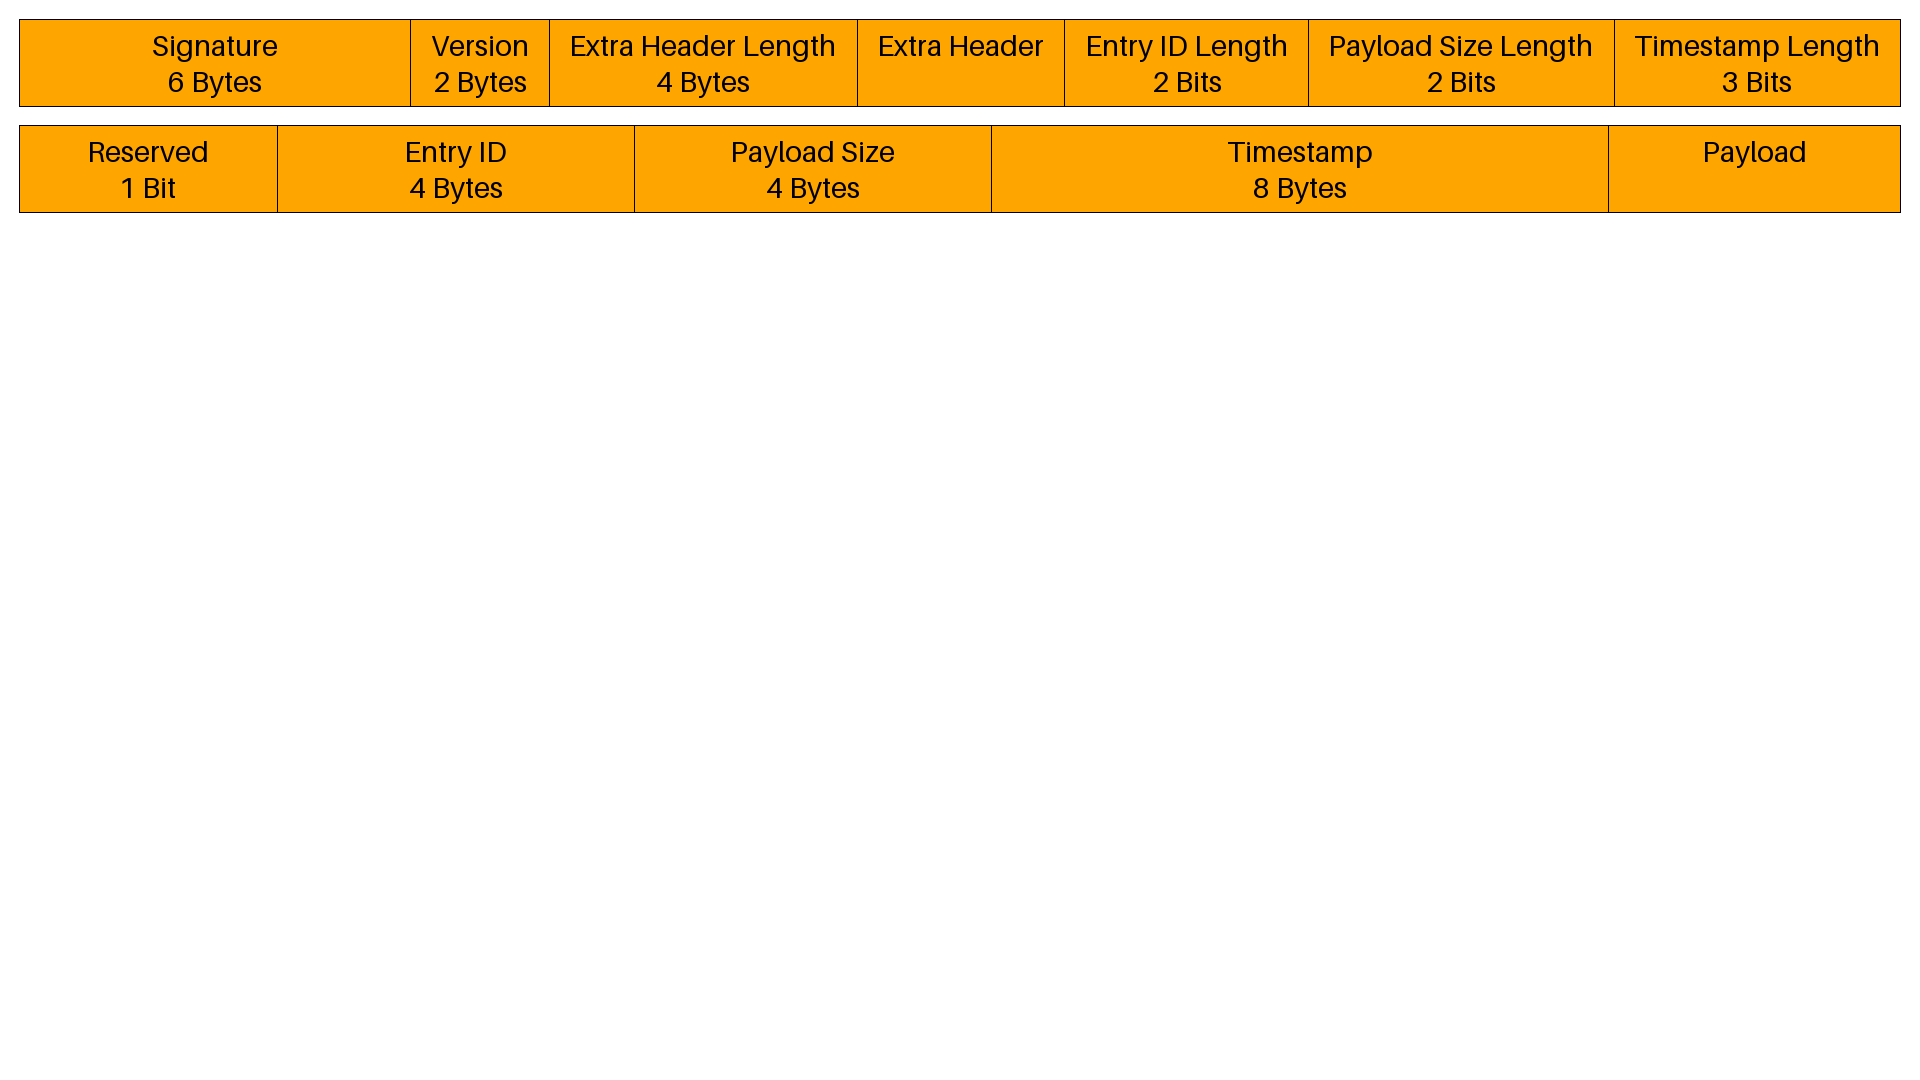 Signature
6 Bytes
Version
2 Bytes
Extra Header Length
4 Bytes
Extra Header
Entry ID Length
2 Bits
Payload Size Length
2 Bits
Timestamp Length
3 Bits
Reserved
1 Bit
Entry ID
4 Bytes
Payload Size
4 Bytes
Timestamp
8 Bytes
Payload